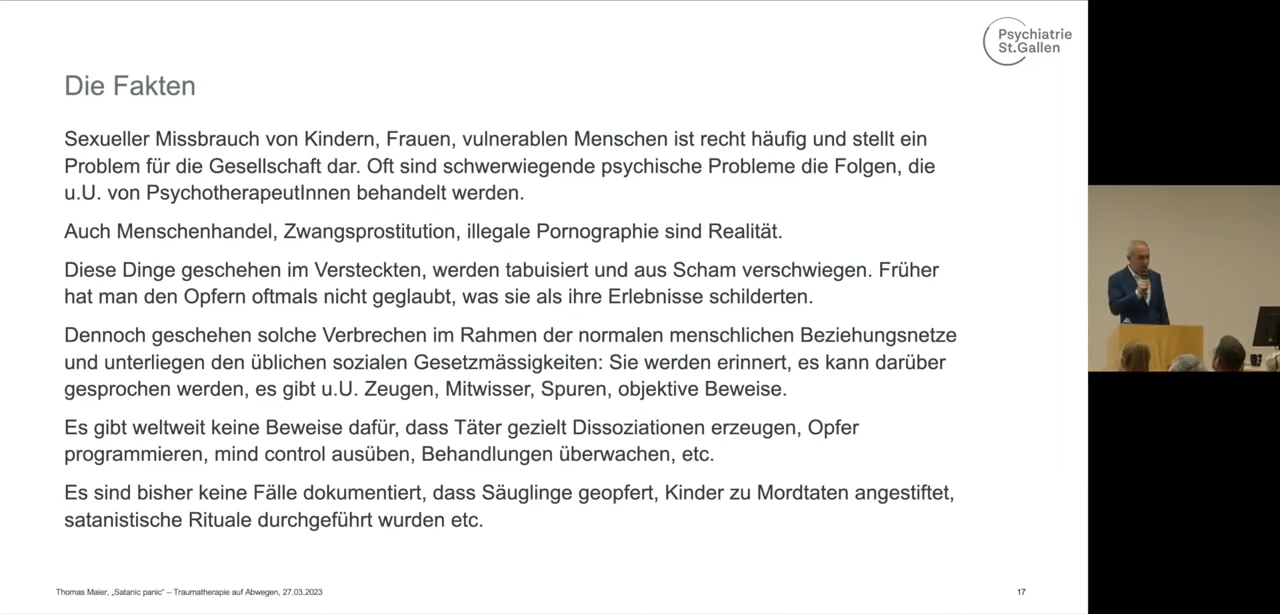 Psychiatrie
St.Gallen
Die Fakten
Sexueller Missbrauch von Kindern, Frauen, vulnerablen Menschen ist recht häufig und stellt ein
Problem für die Gesellschaft dar. Oft sind schwerwiegende psychische Probleme die Folgen, die
u.U. von PsychotherapeutInnen behandelt werden.
Auch Menschenhandel, Zwangsprostitution, illegale Pornographie sind Realität.
Diese Dinge geschehen im Versteckten, werden tabuisiert und aus Scham verschwiegen. Früher
hat man den Opfern oftmals nicht geglaubt, was sie als ihre Erlebnisse schilderten.
Dennoch geschehen solche Verbrechen im Rahmen der normalen menschlichen Beziehungsnetze
und unterliegen den üblichen sozialen Gesetzmässigkeiten: Sie werden erinnert, es kann darüber
gesprochen werden, es gibt u.U. Zeugen, Mitwisser, Spuren, objektive Beweise.
Es gibt weltweit keine Beweise dafür, dass Täter gezielt Dissoziationen erzeugen, Opfer
programmieren, mind control ausüben, Behandlungen überwachen, etc.
Es sind bisher keine Fälle dokumentiert, dass Säuglinge geopfert, Kinder zu Mordtaten angestiftet,
satanistische Rituale durchgeführt wurden etc.
Thomas Maier, „Satanic panic“ – Traumatherapie auf Abwegen, 27.03.2023
17